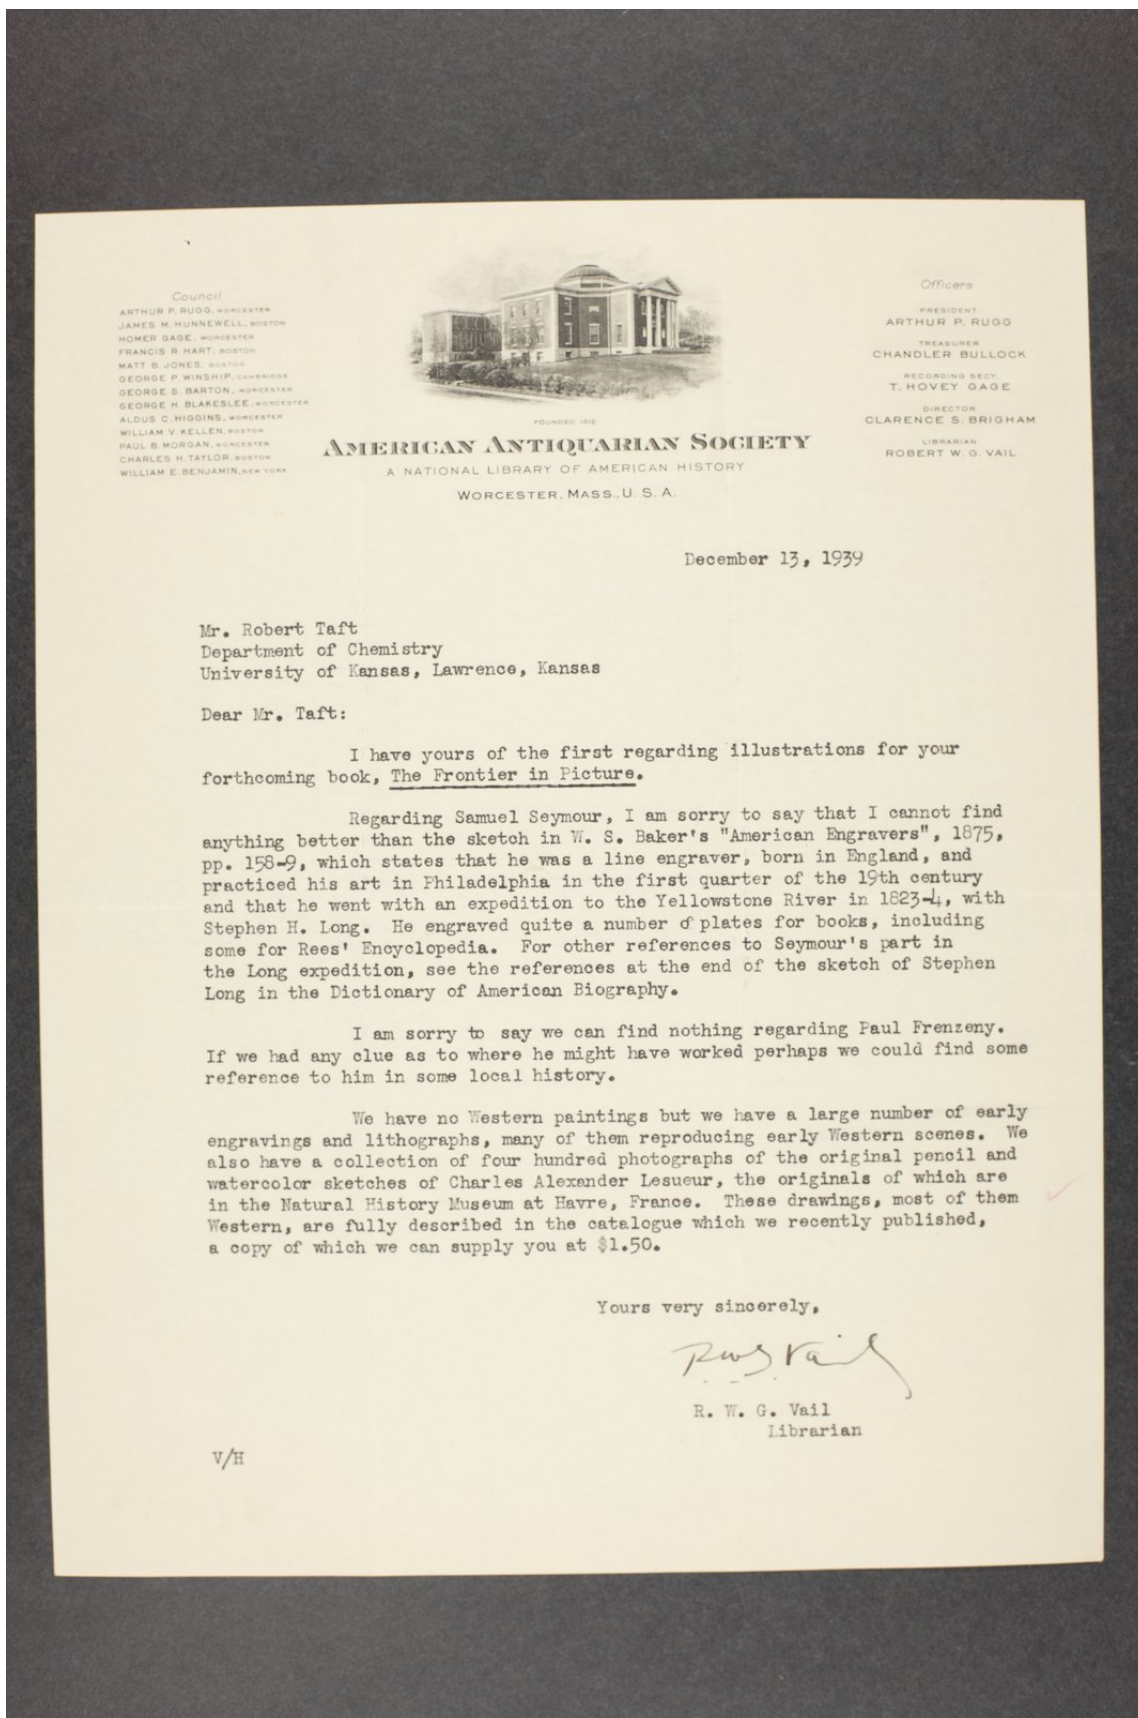 Council
ARTHUR P. RUGG, WORCESTER
JAMES M. HUNNEWELL, BOSTON
HOMER GAGE, WORCESTER
FRANCIS R. HART, BOSTON
MATT B. JONES, BOSTON
GEORGE P. WINSHIP, CAMBRIDGE
GEORGE S. BARTON, WORCESTER
GEORGE H. BLAKESLEE, WORCESTER
ALDUS C. HIGGINS, WORCESTER
WILLIAM V. KELLEN, BOSTON
PAUL B. MORGAN, WORCESTER
CHARLES H. TAYLOR, BOSTON
WILLIAM E. BENJAMIN, NEW YORK
FOUNDED 1812
AMERICAN ANTIQUARIAN SOCIETY
A NATIONAL LIBRARY OF AMERICAN HISTORY
WORCESTER, MASS., U. S. A.
Officers
PRESIDENT
ARTHUR P. RUGG
TREASURER
CHANDLER BULLOCK
RECORDING SECY.
T. HOVEY GAGE
DIRECTOR
CLARENCE S. BRIGHAM
LIBRARIAN
ROBERT W. G. VAIL
December 13, 1939
Mr. Robert Taft
Department of Chemistry
University of Kansas, Lawrence, Kansas
Dear Mr. Taft:
I have yours of the first regarding illustrations for your
forthcoming book, The Frontier in Picture.
Regarding Samuel Seymour, I am sorry to say that I cannot find
anything better than the sketch in W. S. Baker's "American Engravers", 1875,
pp. 158-9, which states that he was a line engraver, born in England, and
practiced his art in Philadelphia in the first quarter of the 19th century
and that he went with an expedition to the Yellowstone River in 1823-4, with
Stephen H. Long. He engraved quite a number of plates for books, including
some for Rees' Encyclopedia. For other references to Seymour's part in
the Long expedition, see the references at the end of the sketch of Stephen
Long in the Dictionary of American Biography.
I am sorry to say we can find nothing regarding Paul Frenzeny.
If we had any clue as to where he might have worked perhaps we could find some
reference to him in some local history.
We have no Western paintings but we have a large number of early
engravings and lithographs, many of them reproducing early Western scenes. We
also have a collection of four hundred photographs of the original pencil and
watercolor sketches of Charles Alexander Lesueur, the originals of which are
in the Natural History Museum at Havre, France. These drawings, most of them
Western, are fully described in the catalogue which we recently published,
a copy of which we can supply you at $1.50.
Yours very sincerely,
RWG Vail
R. W. G. Vail
Librarian
V/H